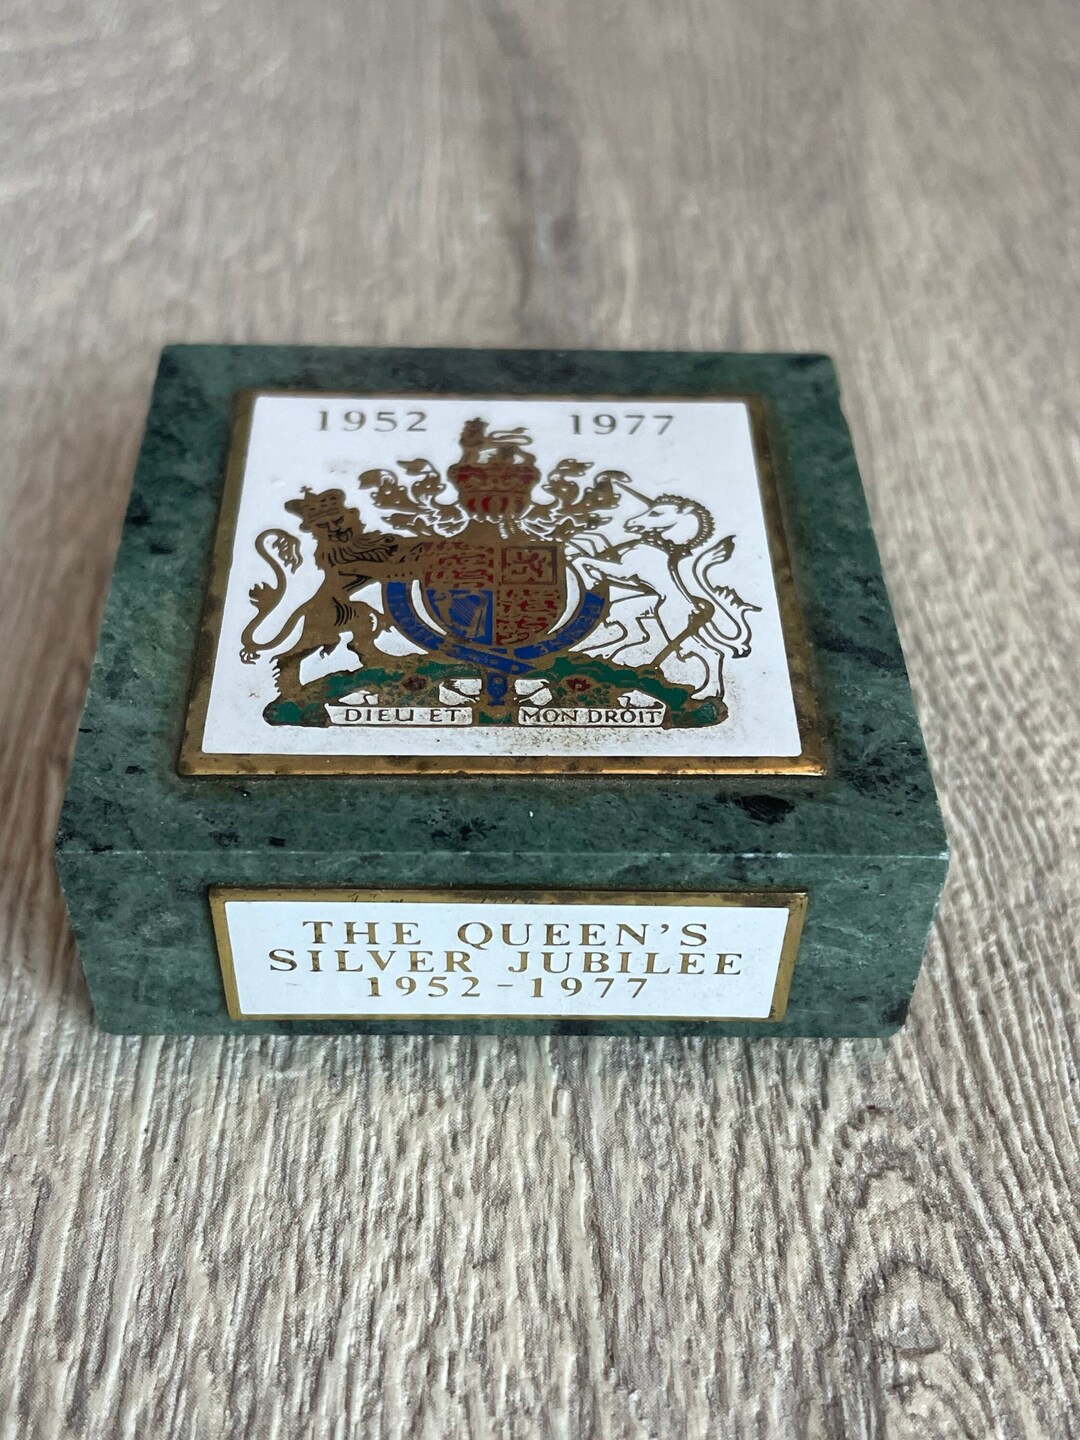 1952 1977
DIEU ET MON DROIT
THE QUEEN'S
SILVER JUBILEE
1952-1977